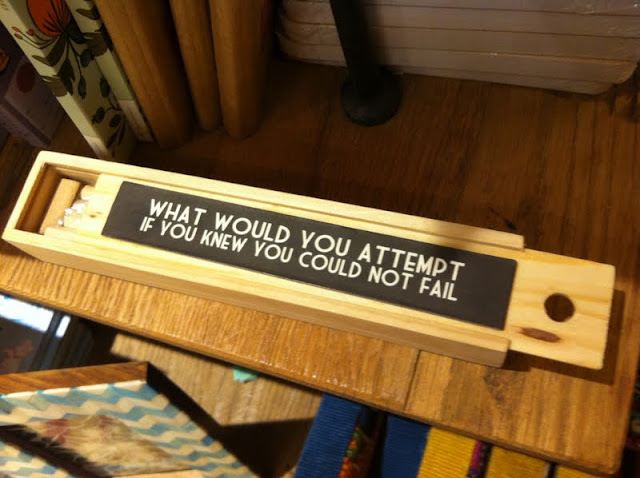 WHAT WOULD YOU ATTEMPT
IF YOU KNEW YOU COULD NOT FAIL